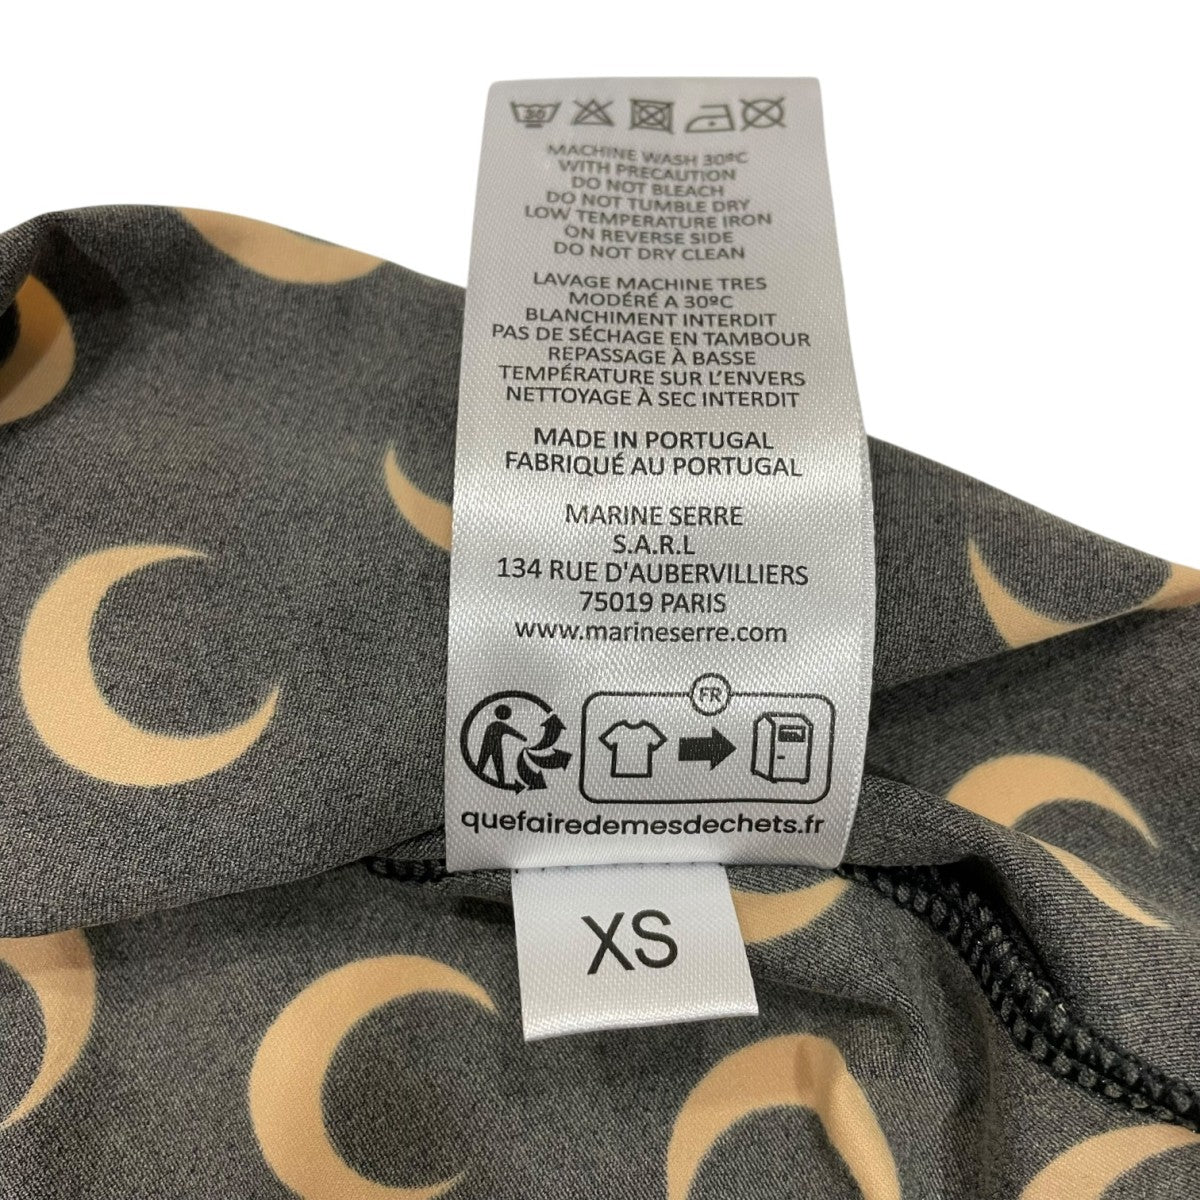 30
MACHINE WASH 30ºC
WITH PRECAUTION
DO NOT BLEACH
DO NOT TUMBLE DRY
LOW TEMPERATURE IRON
ON REVERSE SIDE
DO NOT DRY CLEAN
LAVAGE MACHINE TRES
MODÉRÉ A 30ºC
BLANCHIMENT INTERDIT
PAS DE SÉCHAGE EN TAMBOUR
REPASSAGE À BASSE
TEMPÉRATURE SUR L'ENVERS
NETTOYAGE À SEC INTERDIT
MADE IN PORTUGAL
FABRIQUÉ AU PORTUGAL
MARINE SERRE
S.A.R.L
134 RUE D'AUBERVILLIERS
75019 PARIS
www.marineserre.com
FR
quefairedemesdechets.fr
XS